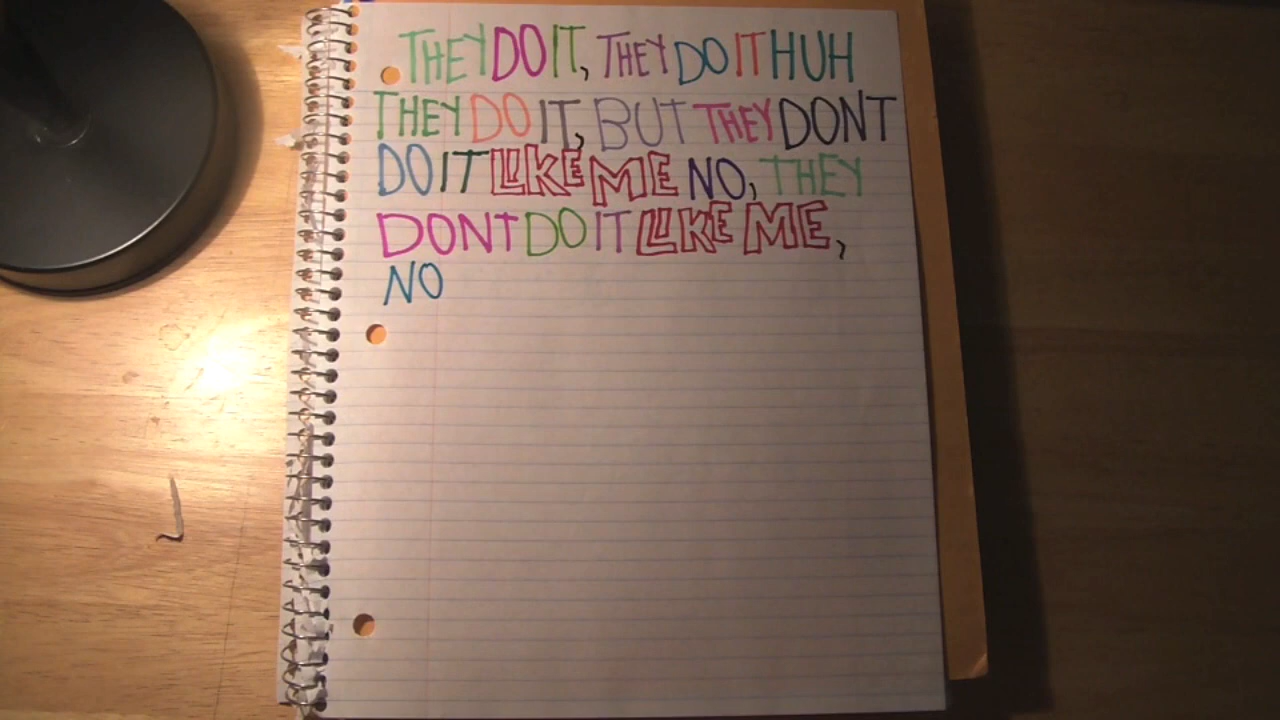 THEY DO IT, THEY DO IT HUH
THEY DO IT, BUT THEY DONT
DO IT LIKE ME NO, THEY
DONT DO IT LIKE ME,
NO